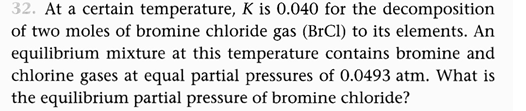 32. At a certain temperature, K is 0.040 for the decomposition
of two moles of bromine chloride gas (BrCl) to its elements. An
equilibrium mixture at this temperature contains bromine and
chlorine gases at equal partial pressures of 0.0493 atm. What is
the equilibrium partial pressure of bromine chloride?